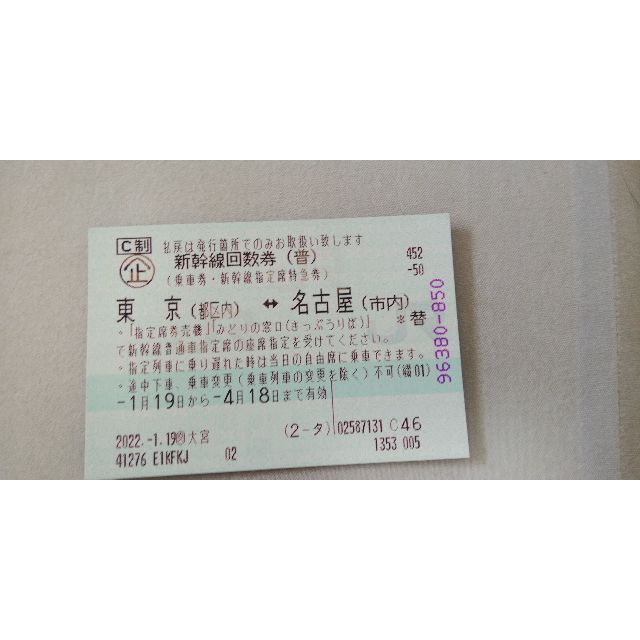 C制 払戻は発行箇所でのみお取扱い致します
企 新幹線回数券(普) 452
(乗車券・新幹線指定席特急券) -50
東京(都区内) ↔ 名古屋(市内)
・「指定席券売機」「みどりの窓口(きっぷうりば)」 *替
で新幹線普通車指定席の座席指定を受けてください。
・指定列車に乗り遅れた時は当日の自由席に乗車できます。
・途中下車、乗車変更(乗車列車の変更を除く)不可(綴01)
-1月19日から-4月18日まで有効
2022.-1.19 大宮 (2-タ) 02587131 C46
41276 E1KFKJ 02 1353 005
96380-850